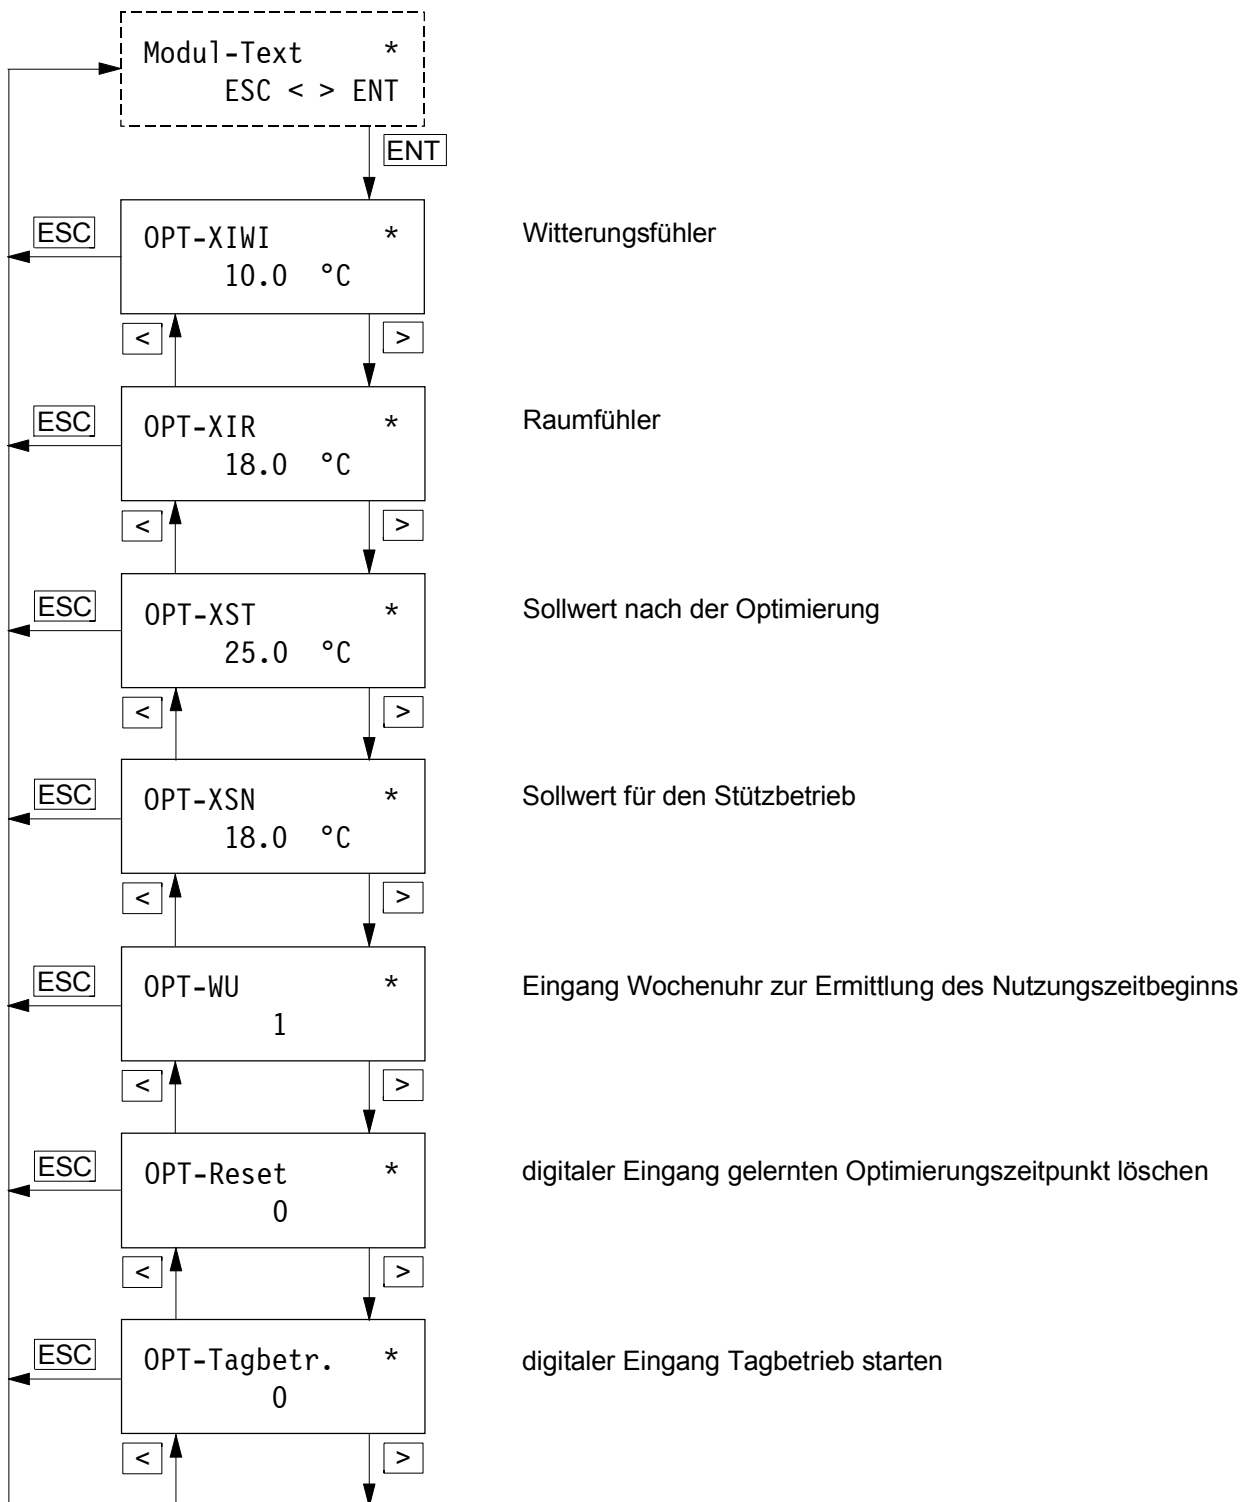 Modul-Text *
ESC < > ENT
ENT
ESC
OPT-XIWI *
10.0 °C
Witterungsfühler
< >
ESC
OPT-XIR *
18.0 °C
Raumfühler
< >
ESC
OPT-XST *
25.0 °C
Sollwert nach der Optimierung
< >
ESC
OPT-XSN *
18.0 °C
Sollwert für den Stützbetrieb
< >
ESC
OPT-WU *
1
Eingang Wochenuhr zur Ermittlung des Nutzungszeitbeginns
< >
ESC
OPT-Reset *
0
digitaler Eingang gelernten Optimierungszeitpunkt löschen
< >
ESC
OPT-Tagbetr. *
0
digitaler Eingang Tagbetrieb starten
< >